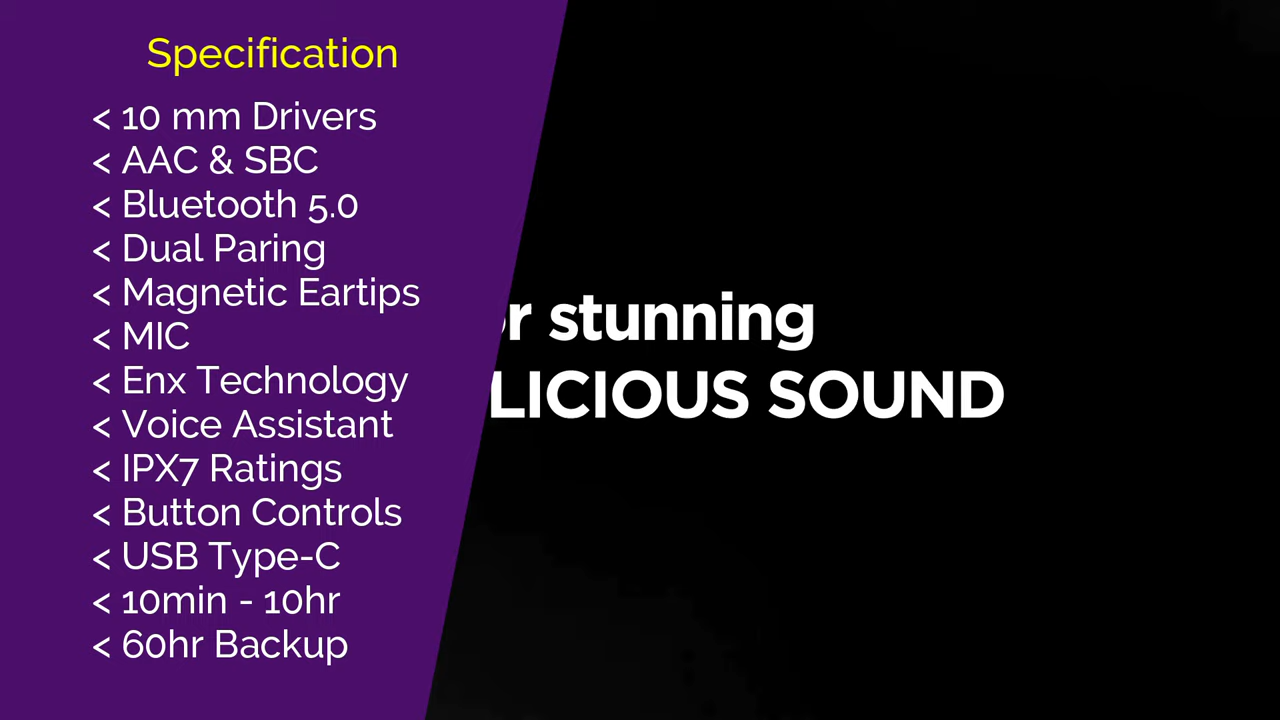 Specification
< 10 mm Drivers
< AAC & SBC
< Bluetooth 5.0
< Dual Paring
< Magnetic Eartips
< MIC
< Enx Technology
< Voice Assistant
< IPX7 Ratings
< Button Controls
< USB Type-C
< 10min - 10hr
< 60hr Backup
or stunning
LICIOUS SOUND